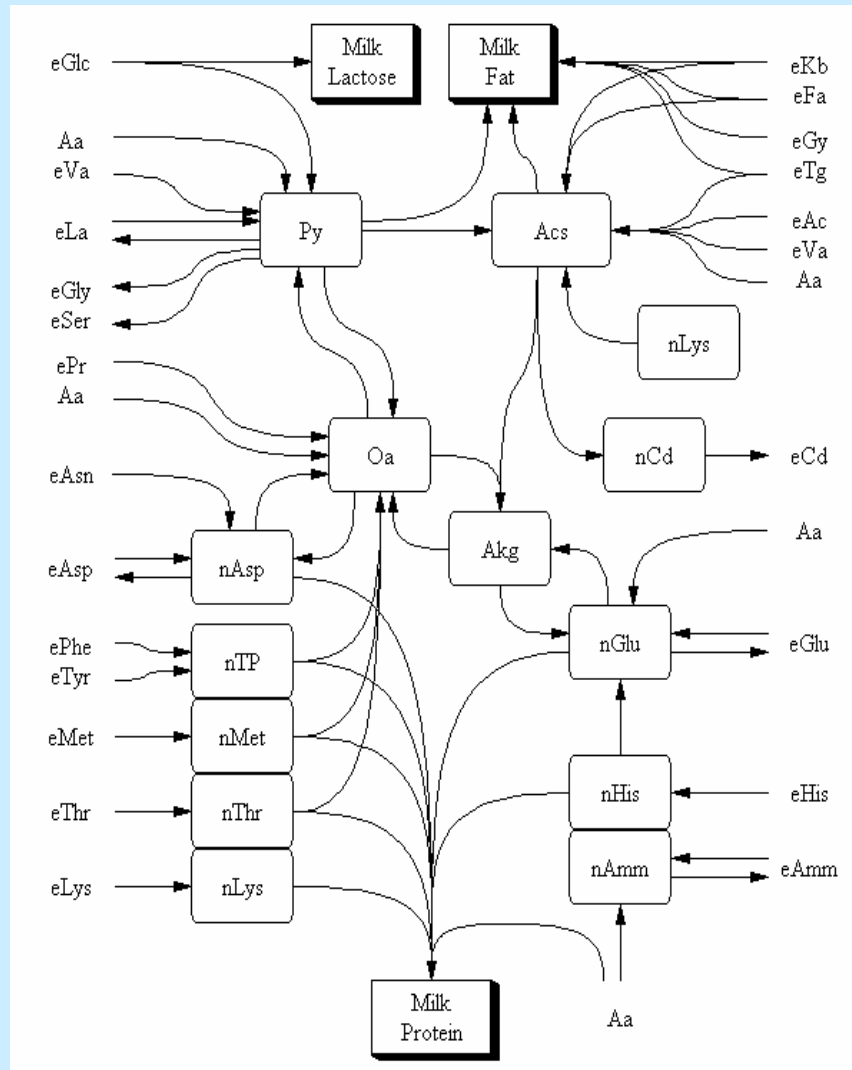 Milk
Lactose
Milk
Fat
eGlc
eKb
eFa
Aa
eGy
eVa
eTg
eLa
Py
Acs
eAc
eVa
Aa
eGly
eSer
nLys
ePr
Aa
Oa
nCd
eCd
eAsn
Aa
eAsp
nAsp
Akg
ePhe
eTyr
nTP
nGlu
eGlu
eMet
nMet
eThr
nThr
nHis
eHis
eLys
nLys
nAmm
eAmm
Milk
Protein
Aa